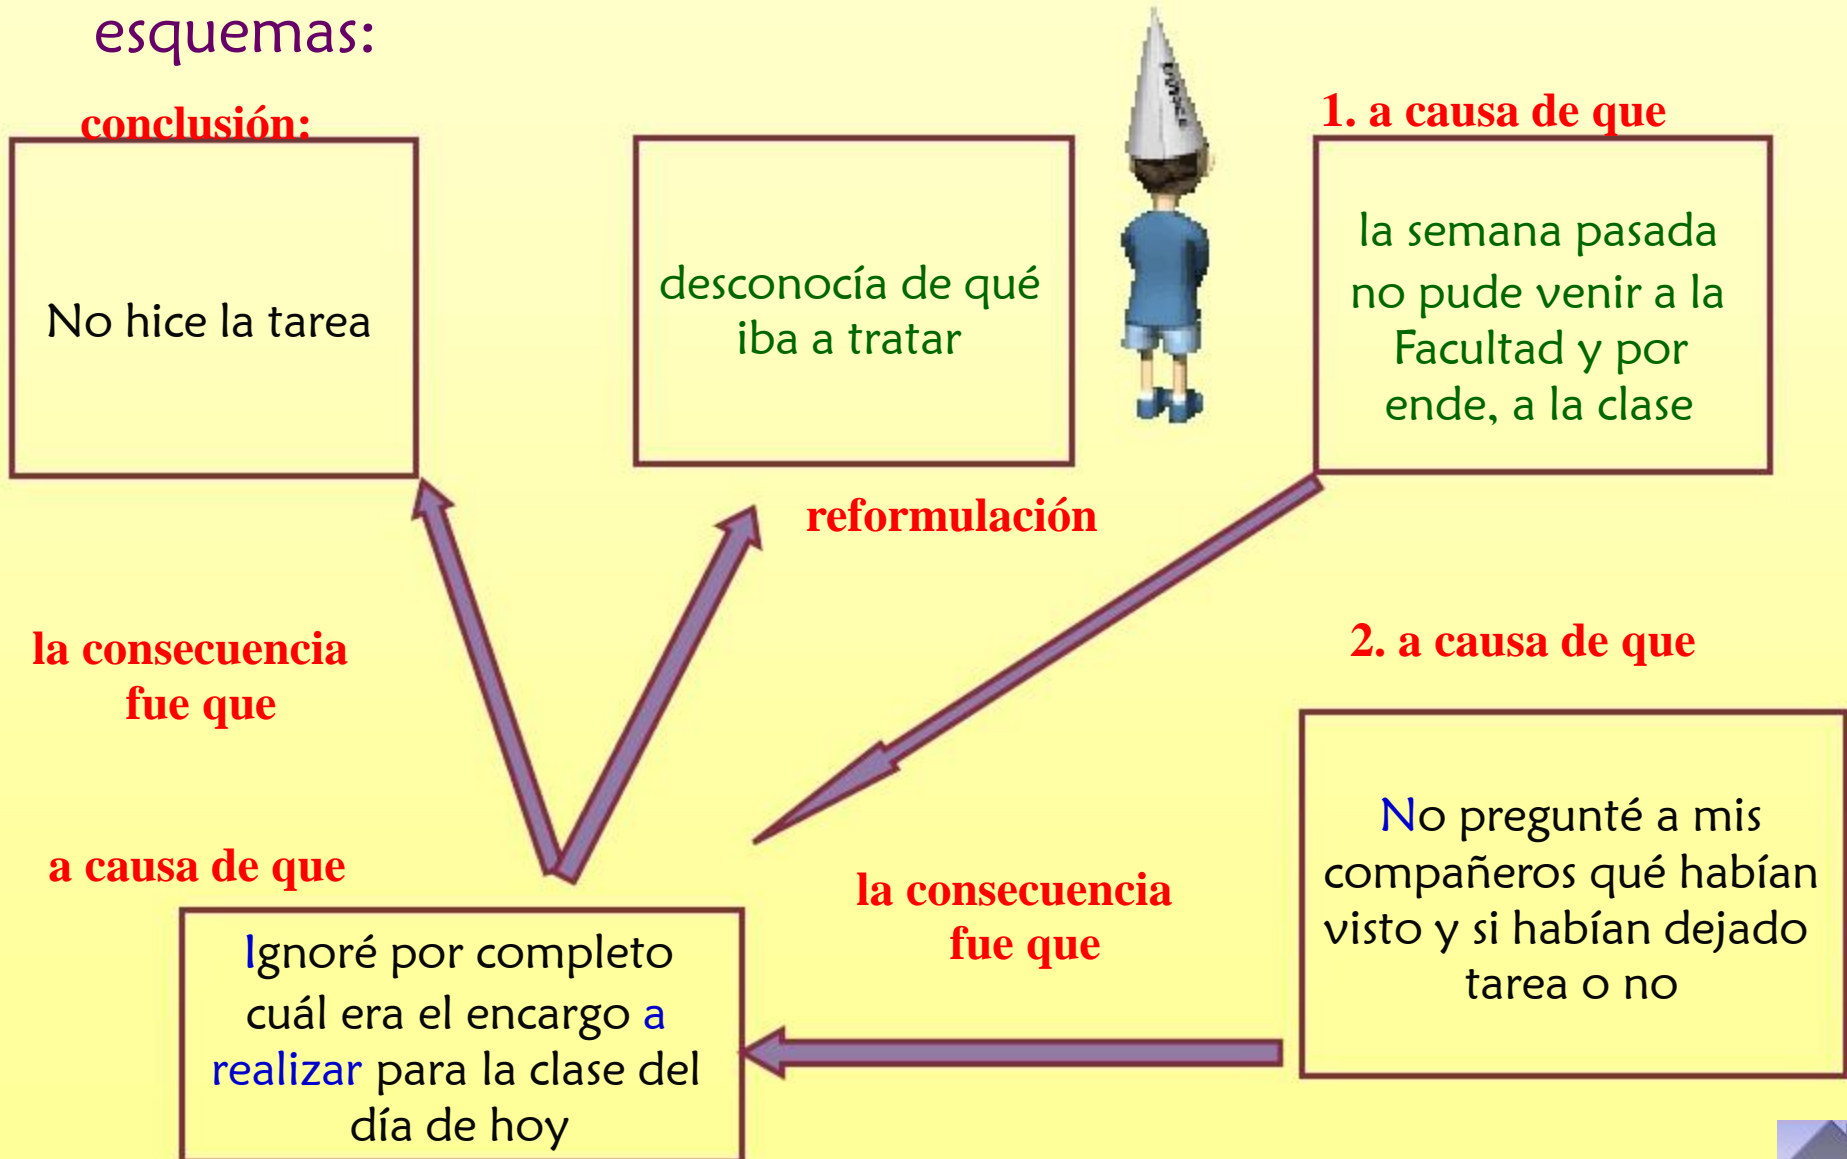 esquemas:
conclusión:
No hice la tarea
desconocía de qué
iba a tratar
1. a causa de que
la semana pasada
no pude venir a la
Facultad y por
ende, a la clase
reformulación
la consecuencia
fue que
2. a causa de que
No pregunté a mis
compañeros qué habían
visto y si habían dejado
tarea o no
a causa de que
la consecuencia
fue que
Ignoré por completo
cuál era el encargo a
realizar para la clase del
día de hoy